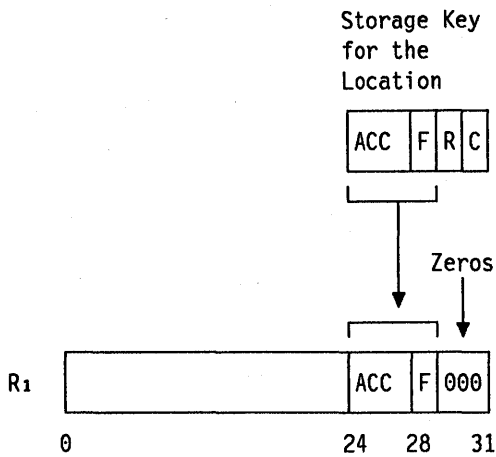 Storage Key
for the
Location
ACC F R C
Zeros
R1 ACC F 000
0 24 28 31